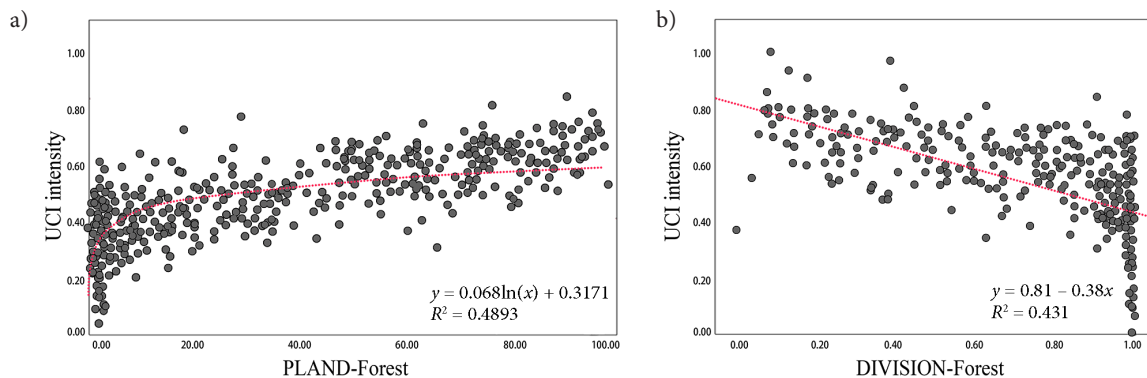 a)
UCI intensity
1.00
0.80
0.60
0.40
0.20
0.00
y = 0.068ln(x) + 0.3171
R² = 0.4893
0.00 20.00 40.00 60.00 80.00 100.00
PLAND-Forest
b)
UCI intensity
1.00
0.80
0.60
0.40
0.20
0.00
y = 0.81 – 0.38x
R² = 0.431
0.00 0.20 0.40 0.60 0.80 1.00
DIVISION-Forest